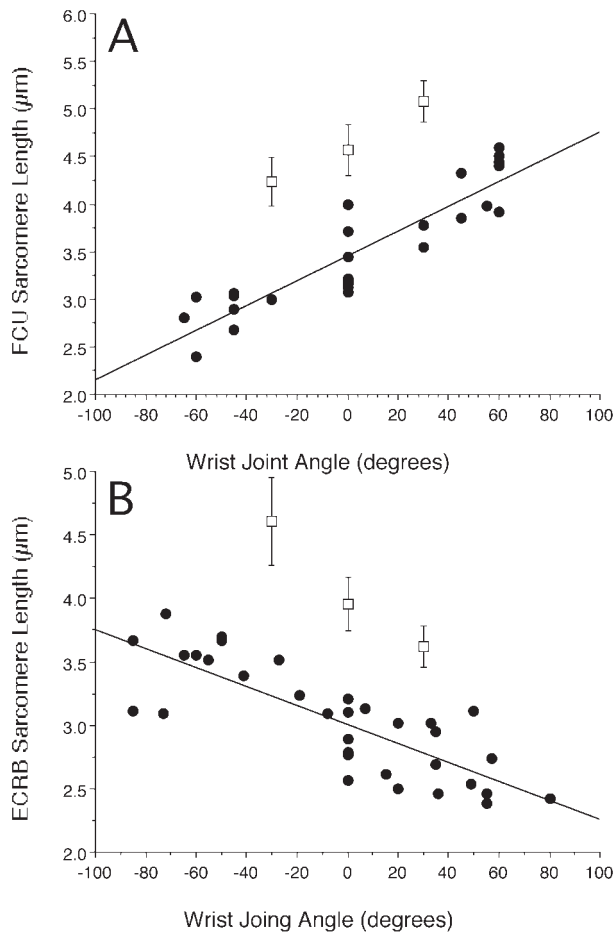 A
FCU Sarcomere Length (μm)
6.0
5.5
5.0
4.5
4.0
3.5
3.0
2.5
2.0
-100 -80 -60 -40 -20 0 20 40 60 80 100
Wrist Joint Angle (degrees)
B
ECRB Sarcomere Length (μm)
5.0
4.5
4.0
3.5
3.0
2.5
2.0
-100 -80 -60 -40 -20 0 20 40 60 80 100
Wrist Joing Angle (degrees)